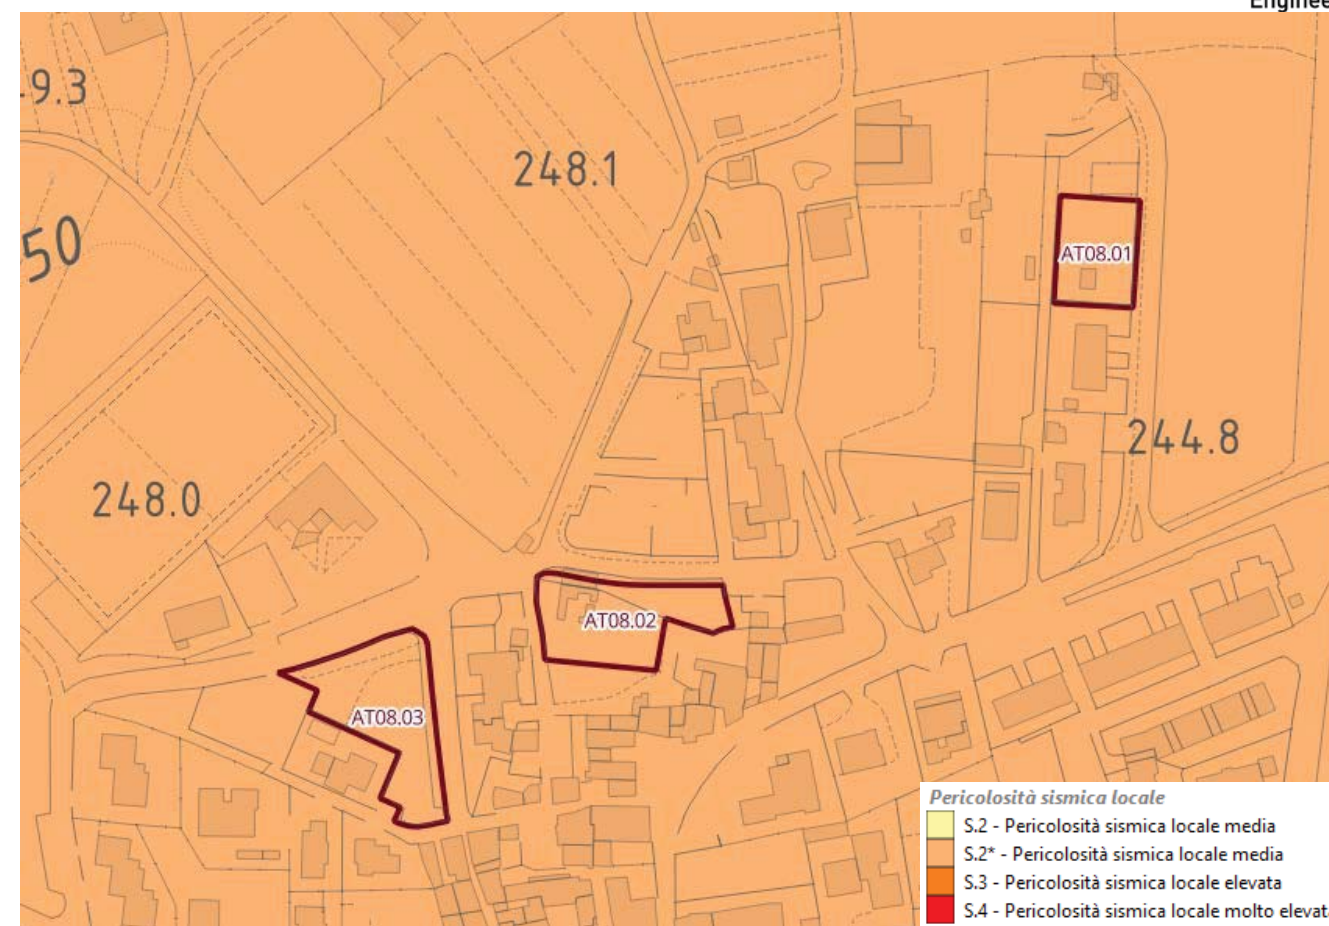 Enginee
9.3
248.1
50
AT08.01
244.8
248.0
AT08.02
AT08.03
Pericolosità sismica locale
S.2 - Pericolosità sismica locale media
S.2* - Pericolosità sismica locale media
S.3 - Pericolosità sismica locale elevata
S.4 - Pericolosità sismica locale molto elevat